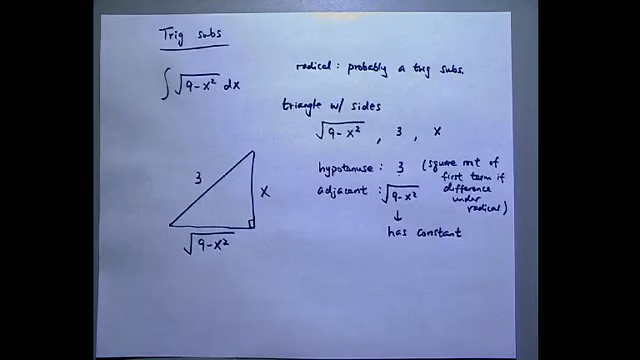 Trig subs
∫ √9-x² dx
radical: probably a trig subs.
triangle w/ sides
√9-x² , 3 , x
hypotenuse: 3 (square root of
first term if
difference
under
radical)
adjacent: √9-x²
↓
has constant
3
x
√9-x²